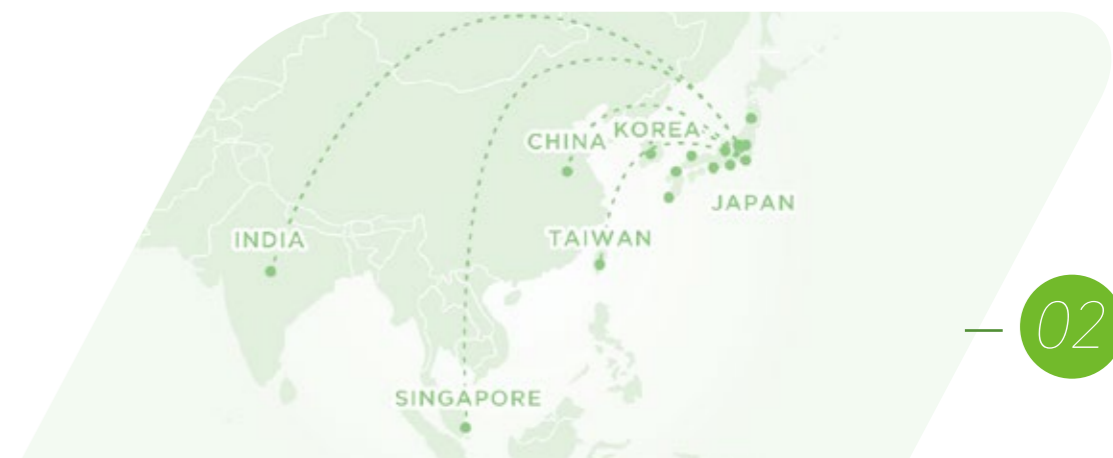 CHINA
KOREA
JAPAN
INDIA
TAIWAN
02
SINGAPORE